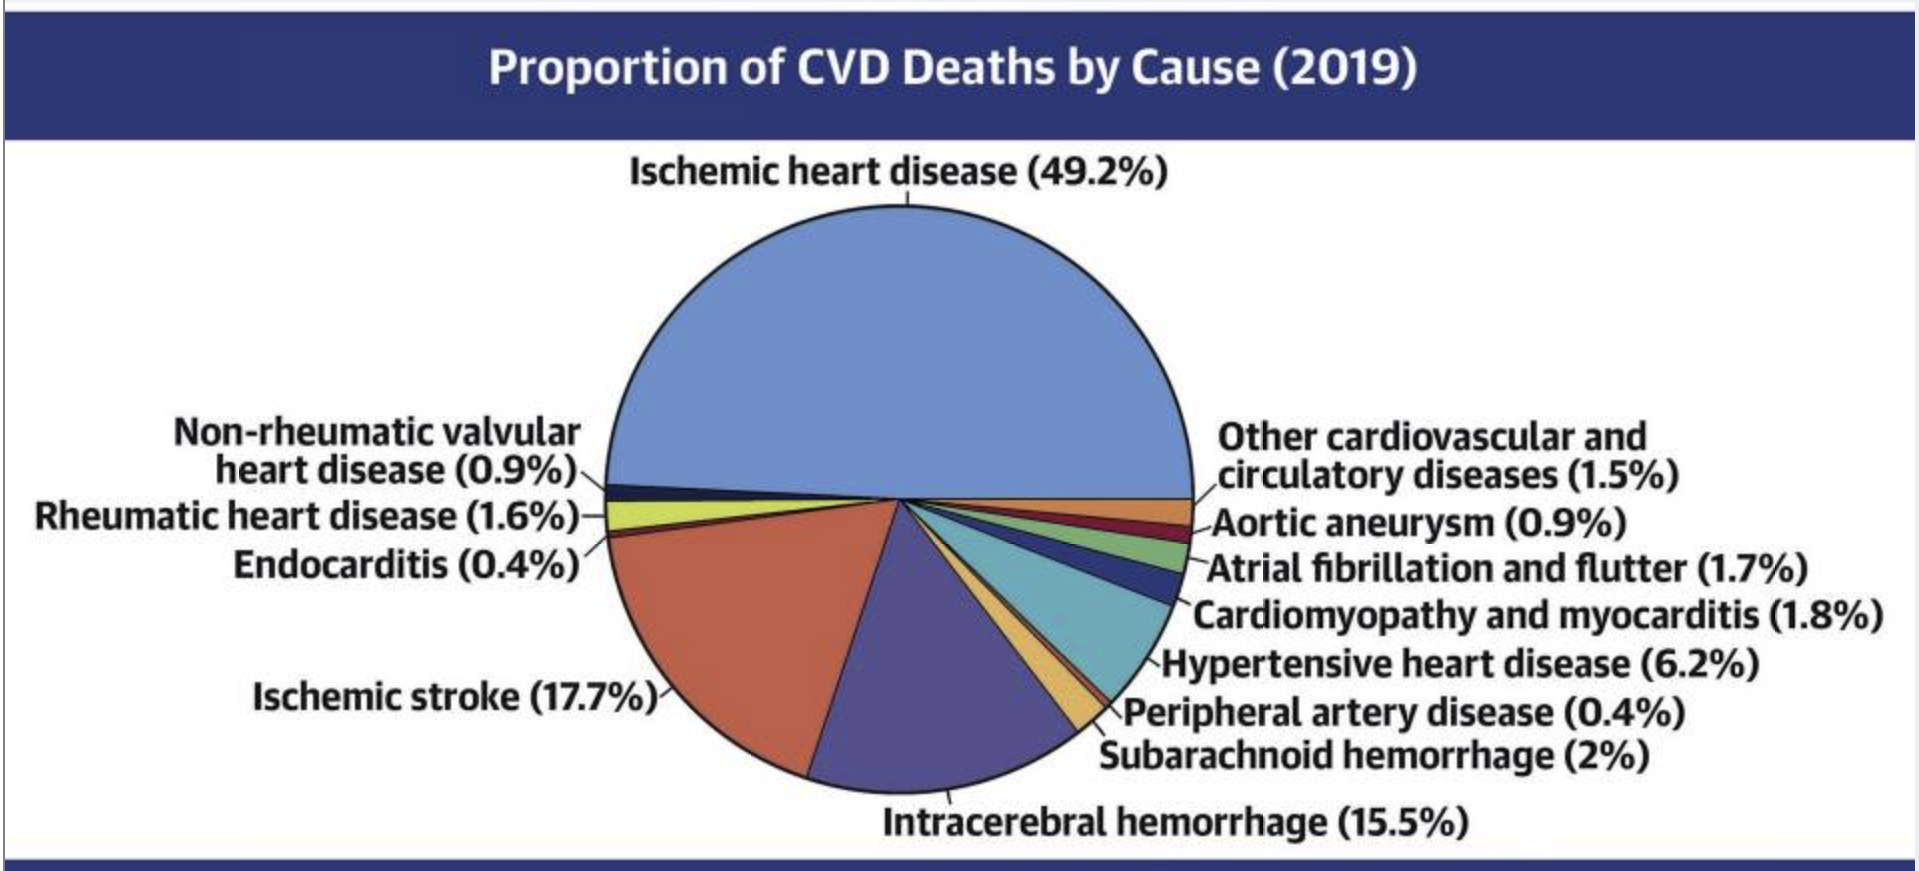 Proportion of CVD Deaths by Cause (2019)
Ischemic heart disease (49.2%)
Non-rheumatic valvular
heart disease (0.9%)
Rheumatic heart disease (1.6%)
Endocarditis (0.4%)
Ischemic stroke (17.7%)
Other cardiovascular and
circulatory diseases (1.5%)
Aortic aneurysm (0.9%)
Atrial fibrillation and flutter (1.7%)
Cardiomyopathy and myocarditis (1.8%)
Hypertensive heart disease (6.2%)
Peripheral artery disease (0.4%)
Subarachnoid hemorrhage (2%)
Intracerebral hemorrhage (15.5%)